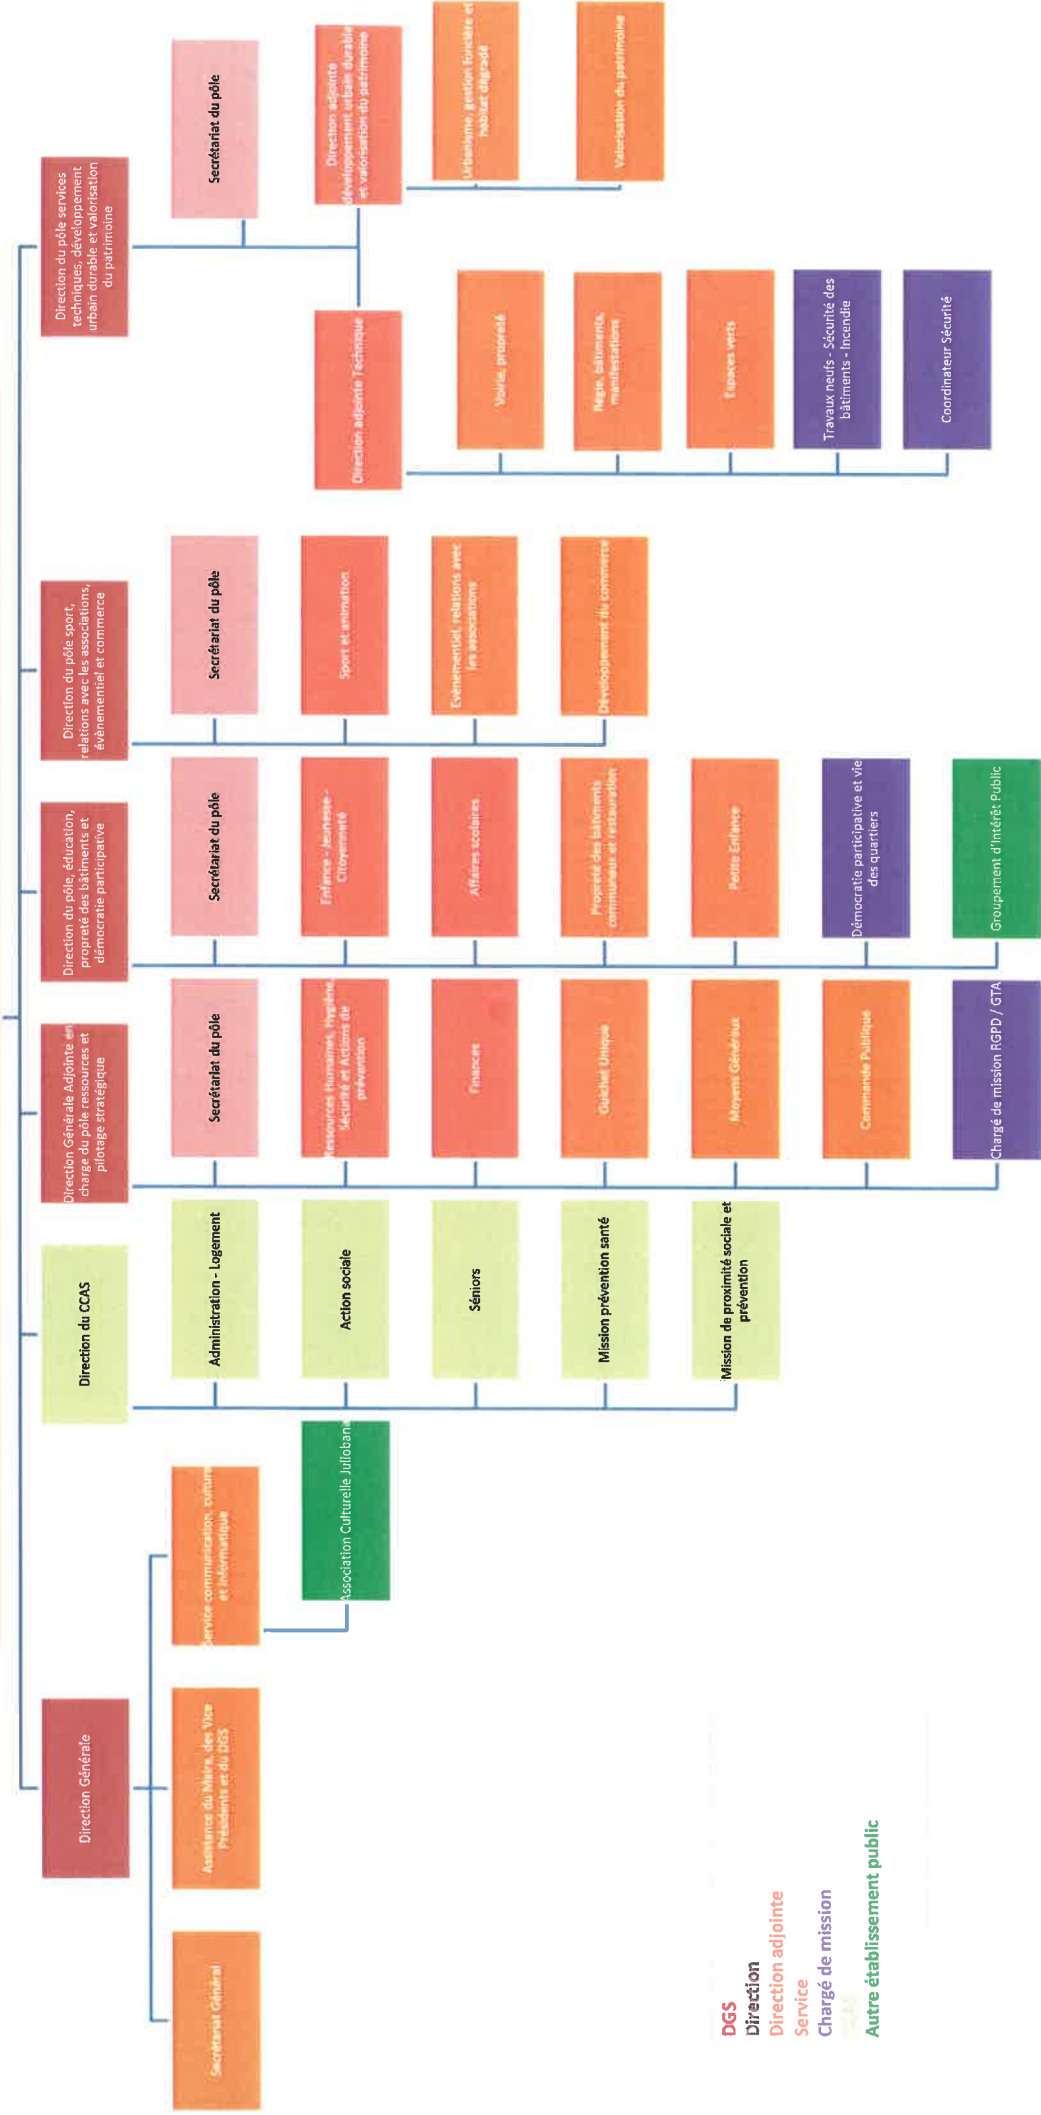 Direction Générale
Secrétariat Général
Assistance du Maire, des Vice
Présidents et du DGS
Service communication, culture
et informatique
Association Culturelle Juliobana
Direction du CCAS
Administration - Logement
Action sociale
Séniors
Mission prévention santé
Mission de proximité sociale et
prévention
Direction Générale Adjointe en
charge du pôle ressources et
pilotage stratégique
Secrétariat du pôle
Ressources Humaines, Hygiène,
Sécurité et Actions de
prévention
Finances
Guichet Unique
Moyens Généraux
Commande Publique
Chargé de mission RGPD / GTA
Direction du pôle, éducation,
propreté des bâtiments et
démocratie participative
Secrétariat du pôle
Enfance - Jeunesse -
Citoyenneté
Affaires scolaires
Propreté des bâtiments
communaux et restauration
Petite Enfance
Démocratie participative et vie
des quartiers
Groupement d'Intérêt Public
Direction du pôle sport,
relations avec les associations,
évènementiel et commerce
Secrétariat du pôle
Sport et animation
Evènementiel, relations avec
les associations
Développement du commerce
Direction du pôle services
techniques, développement
urbain durable et valorisation
du patrimoine
Secrétariat du pôle
Direction adjointe Technique
Voirie, propreté
Régie, bâtiments,
manifestations
Espaces verts
Travaux neufs - Sécurité des
bâtiments - Incendie
Coordinateur Sécurité
Direction adjointe
développement urbain durable
et valorisation du patrimoine
Urbanisme, gestion foncière et
habitat dégradé
Valorisation du patrimoine
DGS
Direction
Direction adjointe
Service
Chargé de mission
Autre établissement public